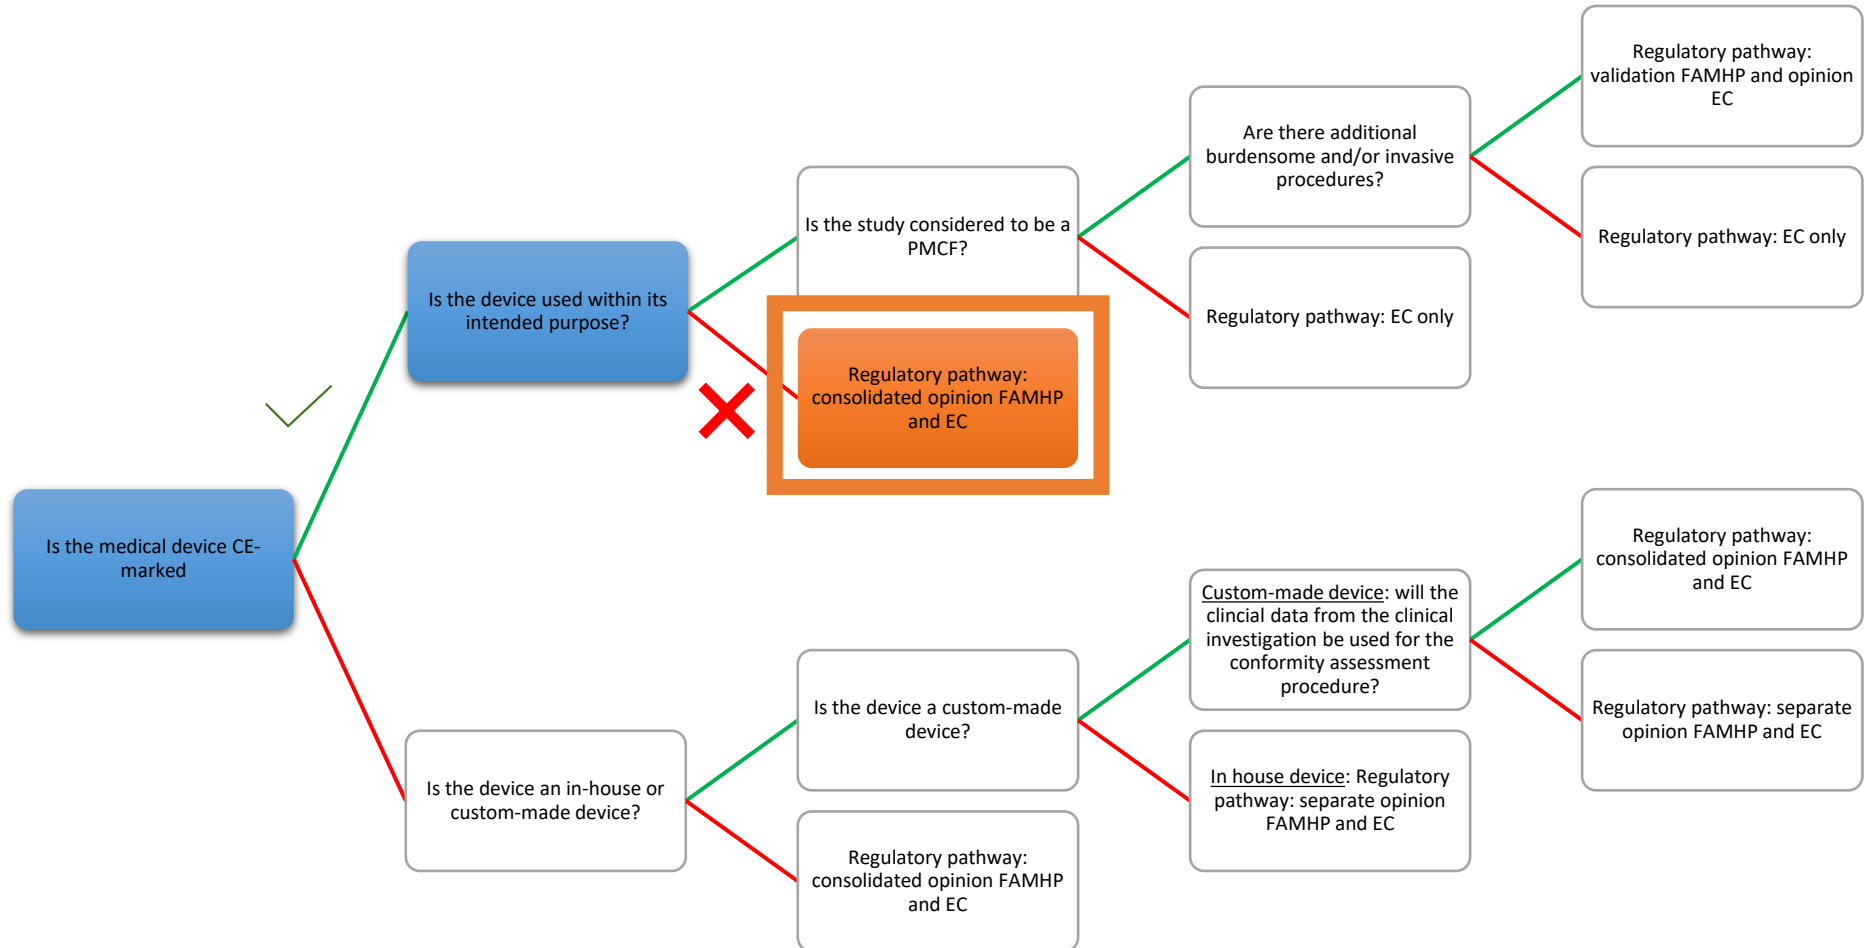 Regulatory pathway:
validation FAMHP and opinion
EC
Are there additional
burdensome and/or invasive
procedures?
Is the study considered to be a
PMCF?
Regulatory pathway: EC only
Is the device used within its
intended purpose?
Regulatory pathway: EC only
Regulatory pathway:
consolidated opinion FAMHP
and EC
Is the medical device CE-
marked
Regulatory pathway:
consolidated opinion FAMHP
and EC
Custom-made device: will the
clincial data from the clinical
investigation be used for the
conformity assessment
procedure?
Is the device a custom-made
device?
Regulatory pathway: separate
opinion FAMHP and EC
Is the device an in-house or
custom-made device?
In house device: Regulatory
pathway: separate opinion
FAMHP and EC
Regulatory pathway:
consolidated opinion FAMHP
and EC